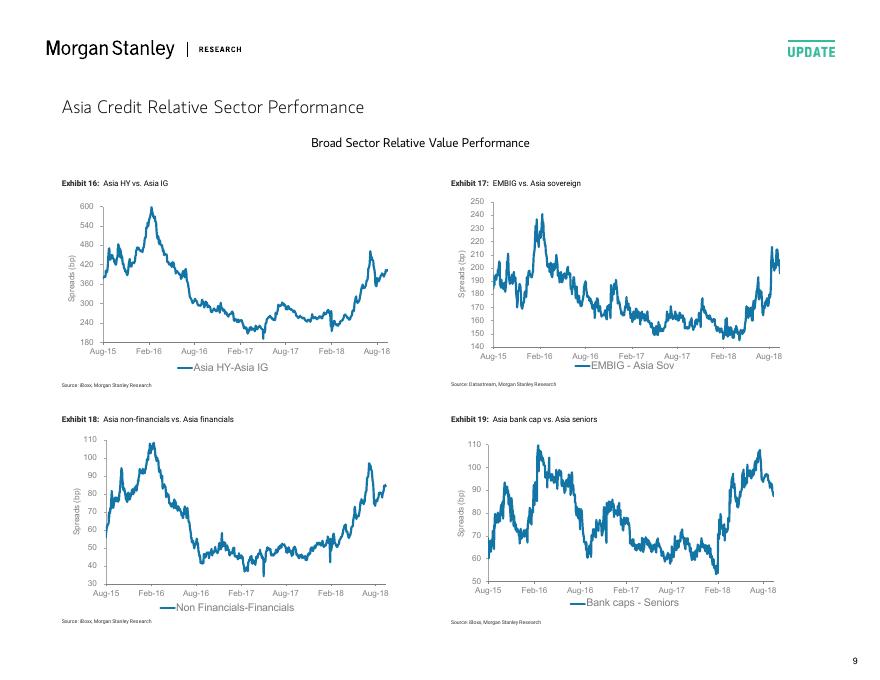 Morgan Stanley | RESEARCH
UPDATE
Asia Credit Relative Sector Performance
Broad Sector Relative Value Performance
Exhibit 16: Asia HY vs. Asia IG
Spreads (bp)
600
540
480
420
360
300
240
180
Aug-15 Feb-16 Aug-16 Feb-17 Aug-17 Feb-18 Aug-18
Asia HY-Asia IG
Source: iBoxx, Morgan Stanley Research
Exhibit 17: EMBIG vs. Asia sovereign
Spreads (bp)
250
240
230
220
210
200
190
180
170
160
150
140
Aug-15 Feb-16 Aug-16 Feb-17 Aug-17 Feb-18 Aug-18
EMBIG - Asia Sov
Source: Datastream, Morgan Stanley Research
Exhibit 18: Asia non-financials vs. Asia financials
Spreads (bp)
110
100
90
80
70
60
50
40
30
Aug-15 Feb-16 Aug-16 Feb-17 Aug-17 Feb-18 Aug-18
Non Financials-Financials
Source: iBoxx, Morgan Stanley Research
Exhibit 19: Asia bank cap vs. Asia seniors
Spreads (bp)
110
100
90
80
70
60
50
Aug-15 Feb-16 Aug-16 Feb-17 Aug-17 Feb-18 Aug-18
Bank caps - Seniors
Source: iBoxx, Morgan Stanley Research
9